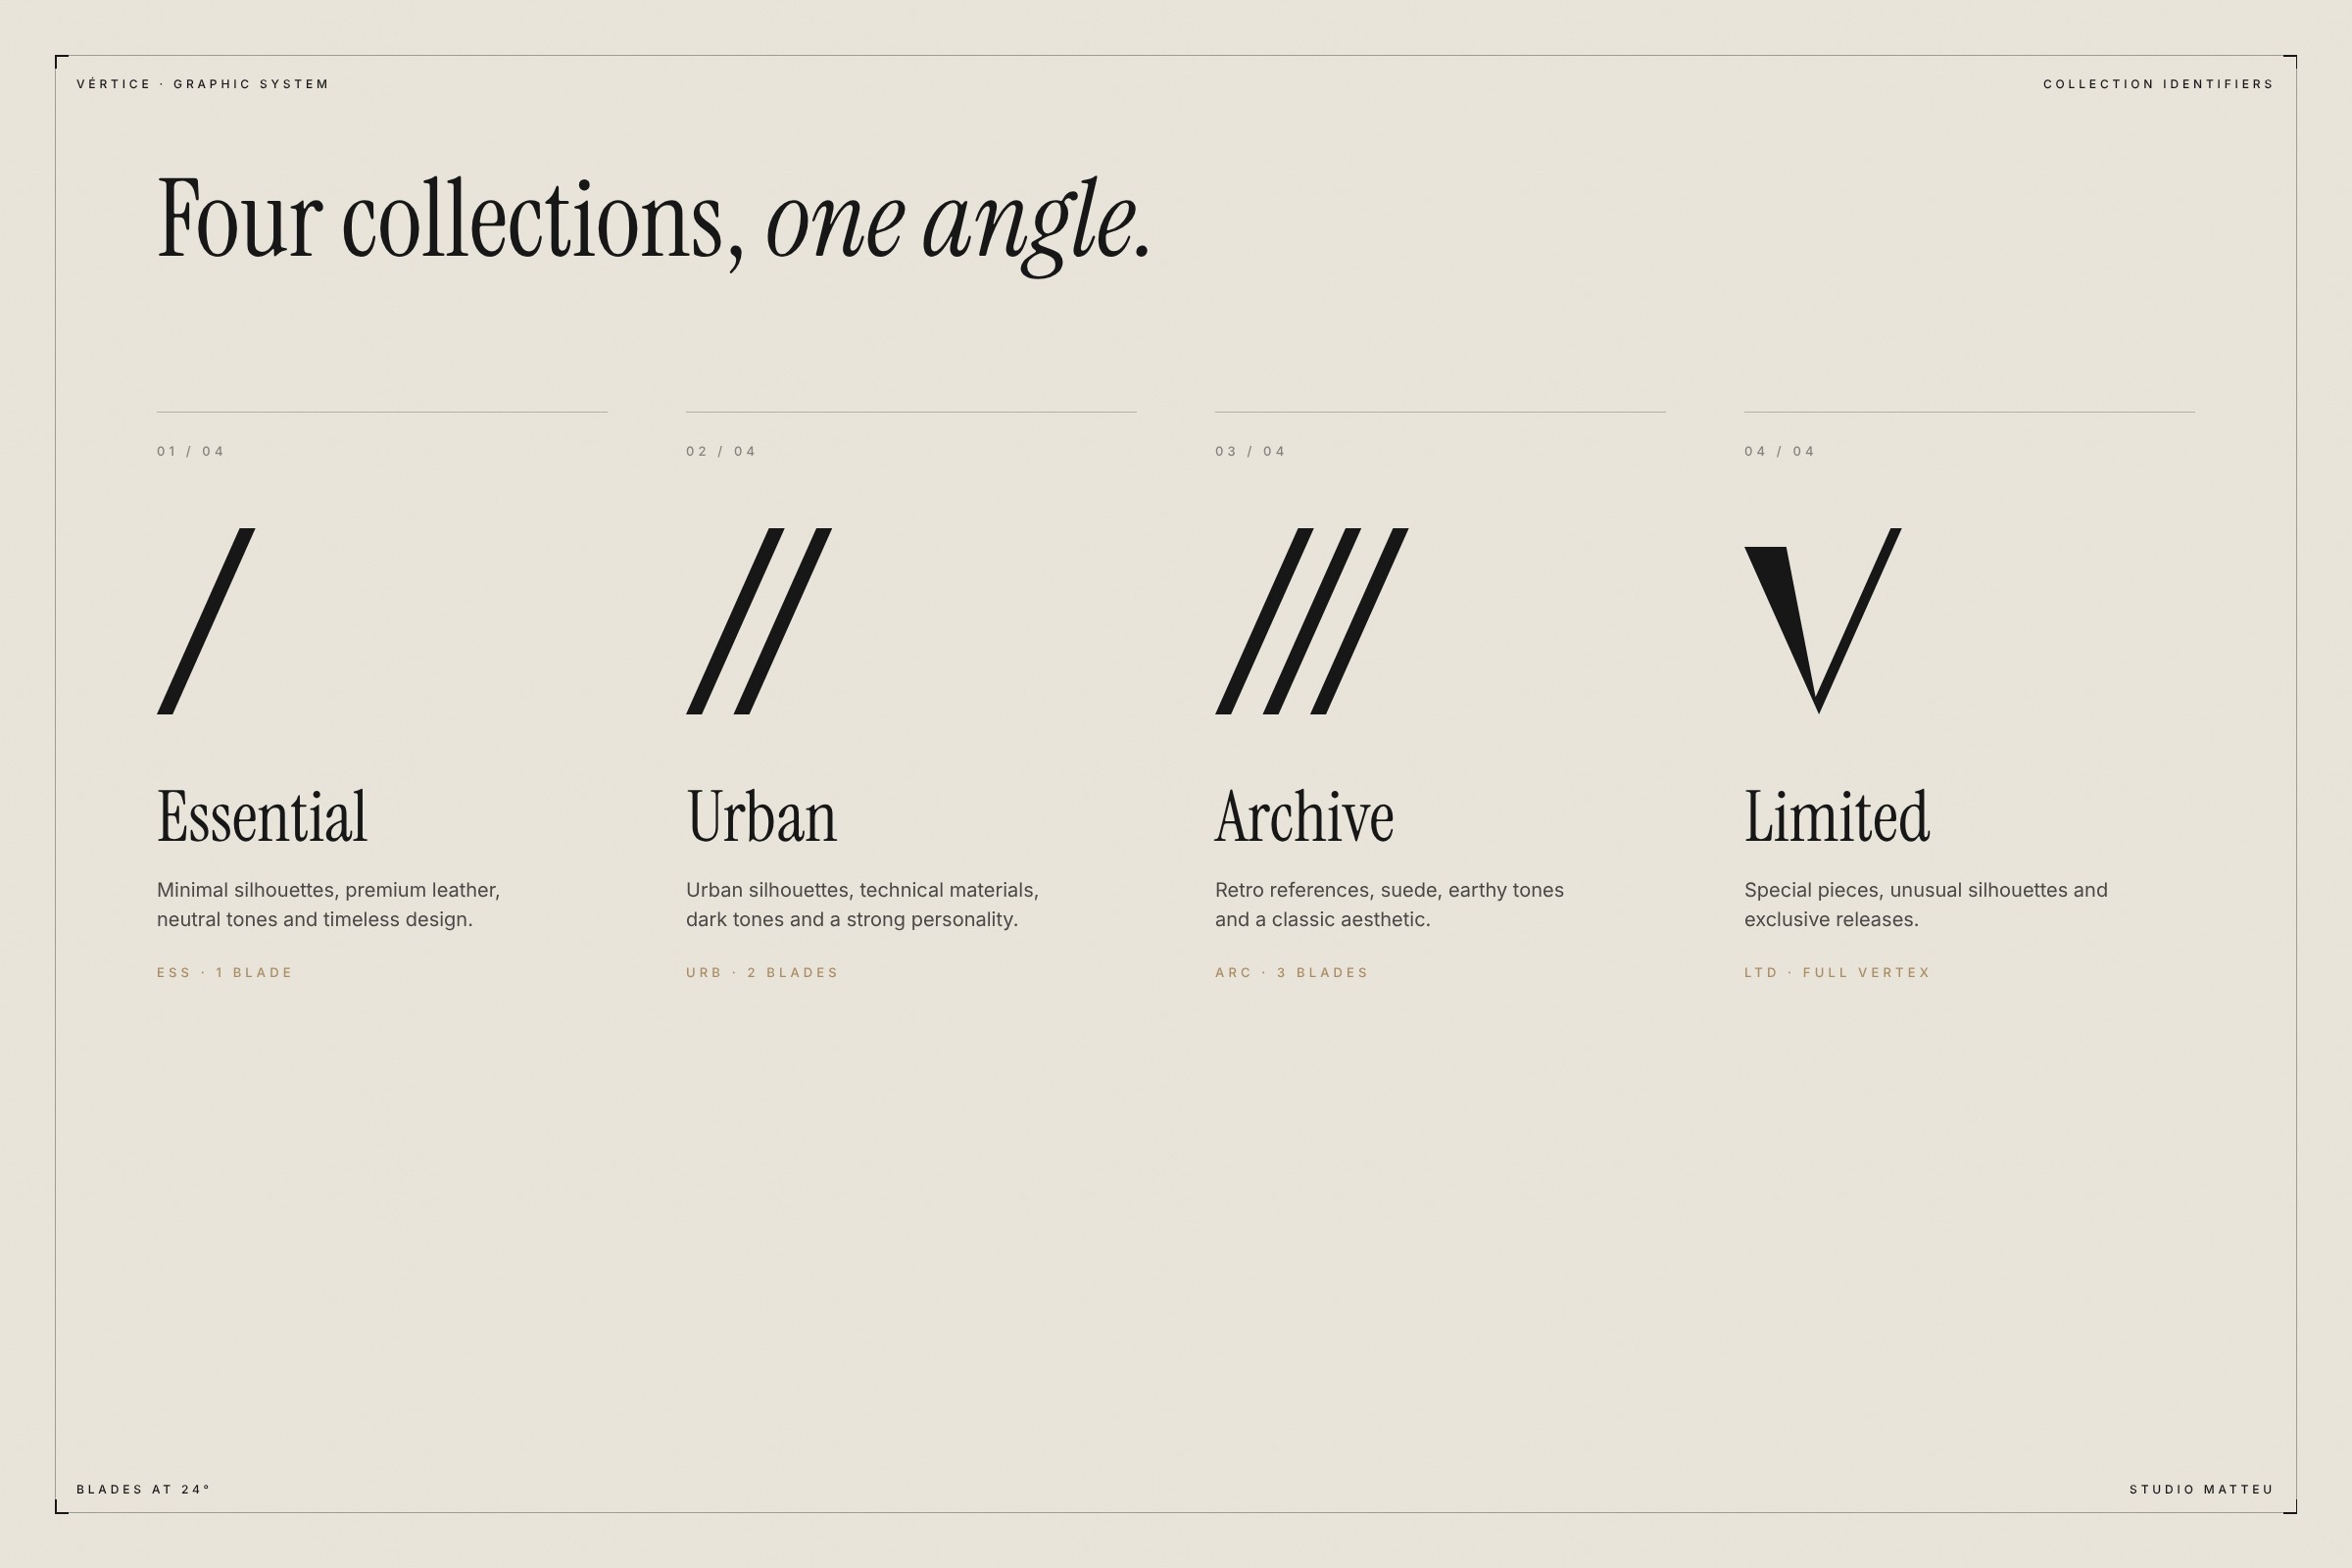 VÉRTICE · GRAPHIC SYSTEM
COLLECTION IDENTIFIERS
Four collections, one angle.
01 / 04
Essential
Minimal silhouettes, premium leather,
neutral tones and timeless design.
ESS · 1 BLADE
02 / 04
Urban
Urban silhouettes, technical materials,
dark tones and a strong personality.
URB · 2 BLADES
03 / 04
Archive
Retro references, suede, earthy tones
and a classic aesthetic.
ARC · 3 BLADES
04 / 04
Limited
Special pieces, unusual silhouettes and
exclusive releases.
LTD · FULL VERTEX
BLADES AT 24°
STUDIO MATTEU